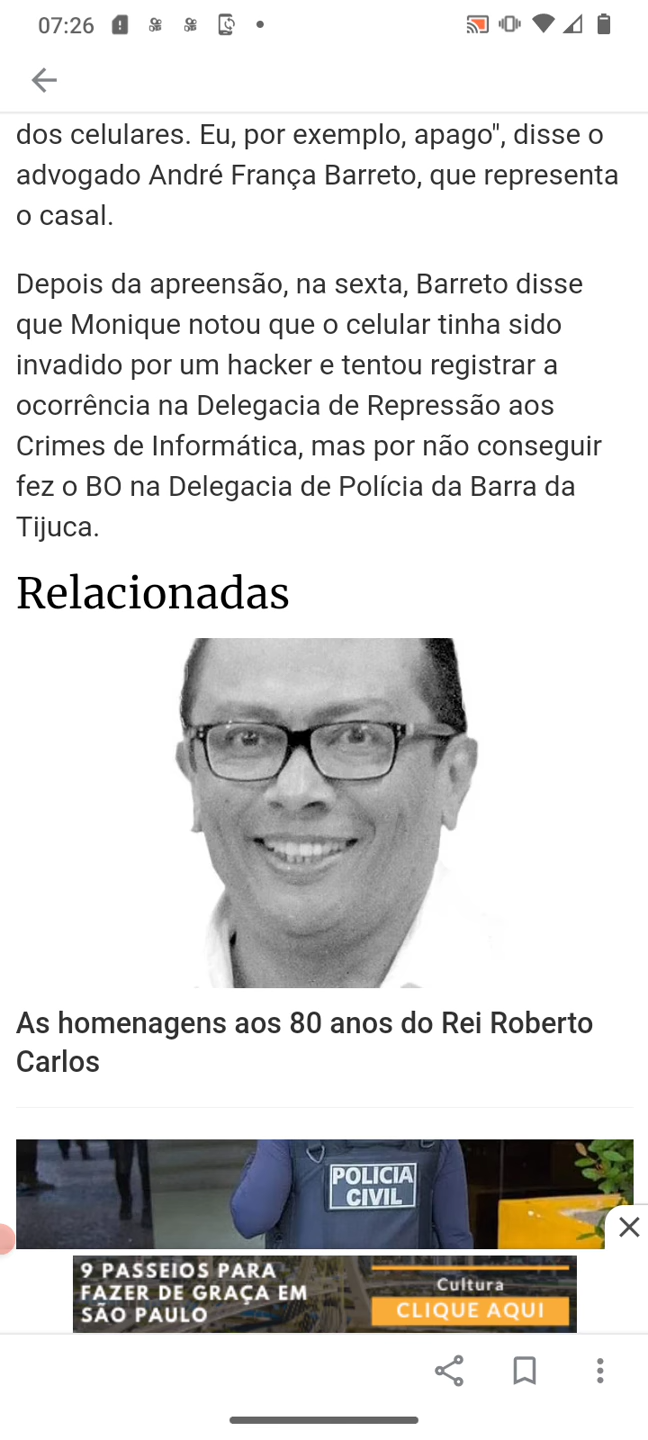 07:26
dos celulares. Eu, por exemplo, apago", disse o
advogado André França Barreto, que representa
o casal.
Depois da apreensão, na sexta, Barreto disse
que Monique notou que o celular tinha sido
invadido por um hacker e tentou registrar a
ocorrência na Delegacia de Repressão aos
Crimes de Informática, mas por não conseguir
fez o BO na Delegacia de Polícia da Barra da
Tijuca.
Relacionadas
As homenagens aos 80 anos do Rei Roberto
Carlos
POLICIA
CIVIL
9 PASSEIOS PARA
FAZER DE GRAÇA EM
SÃO PAULO
Cultura
CLIQUE AQUI